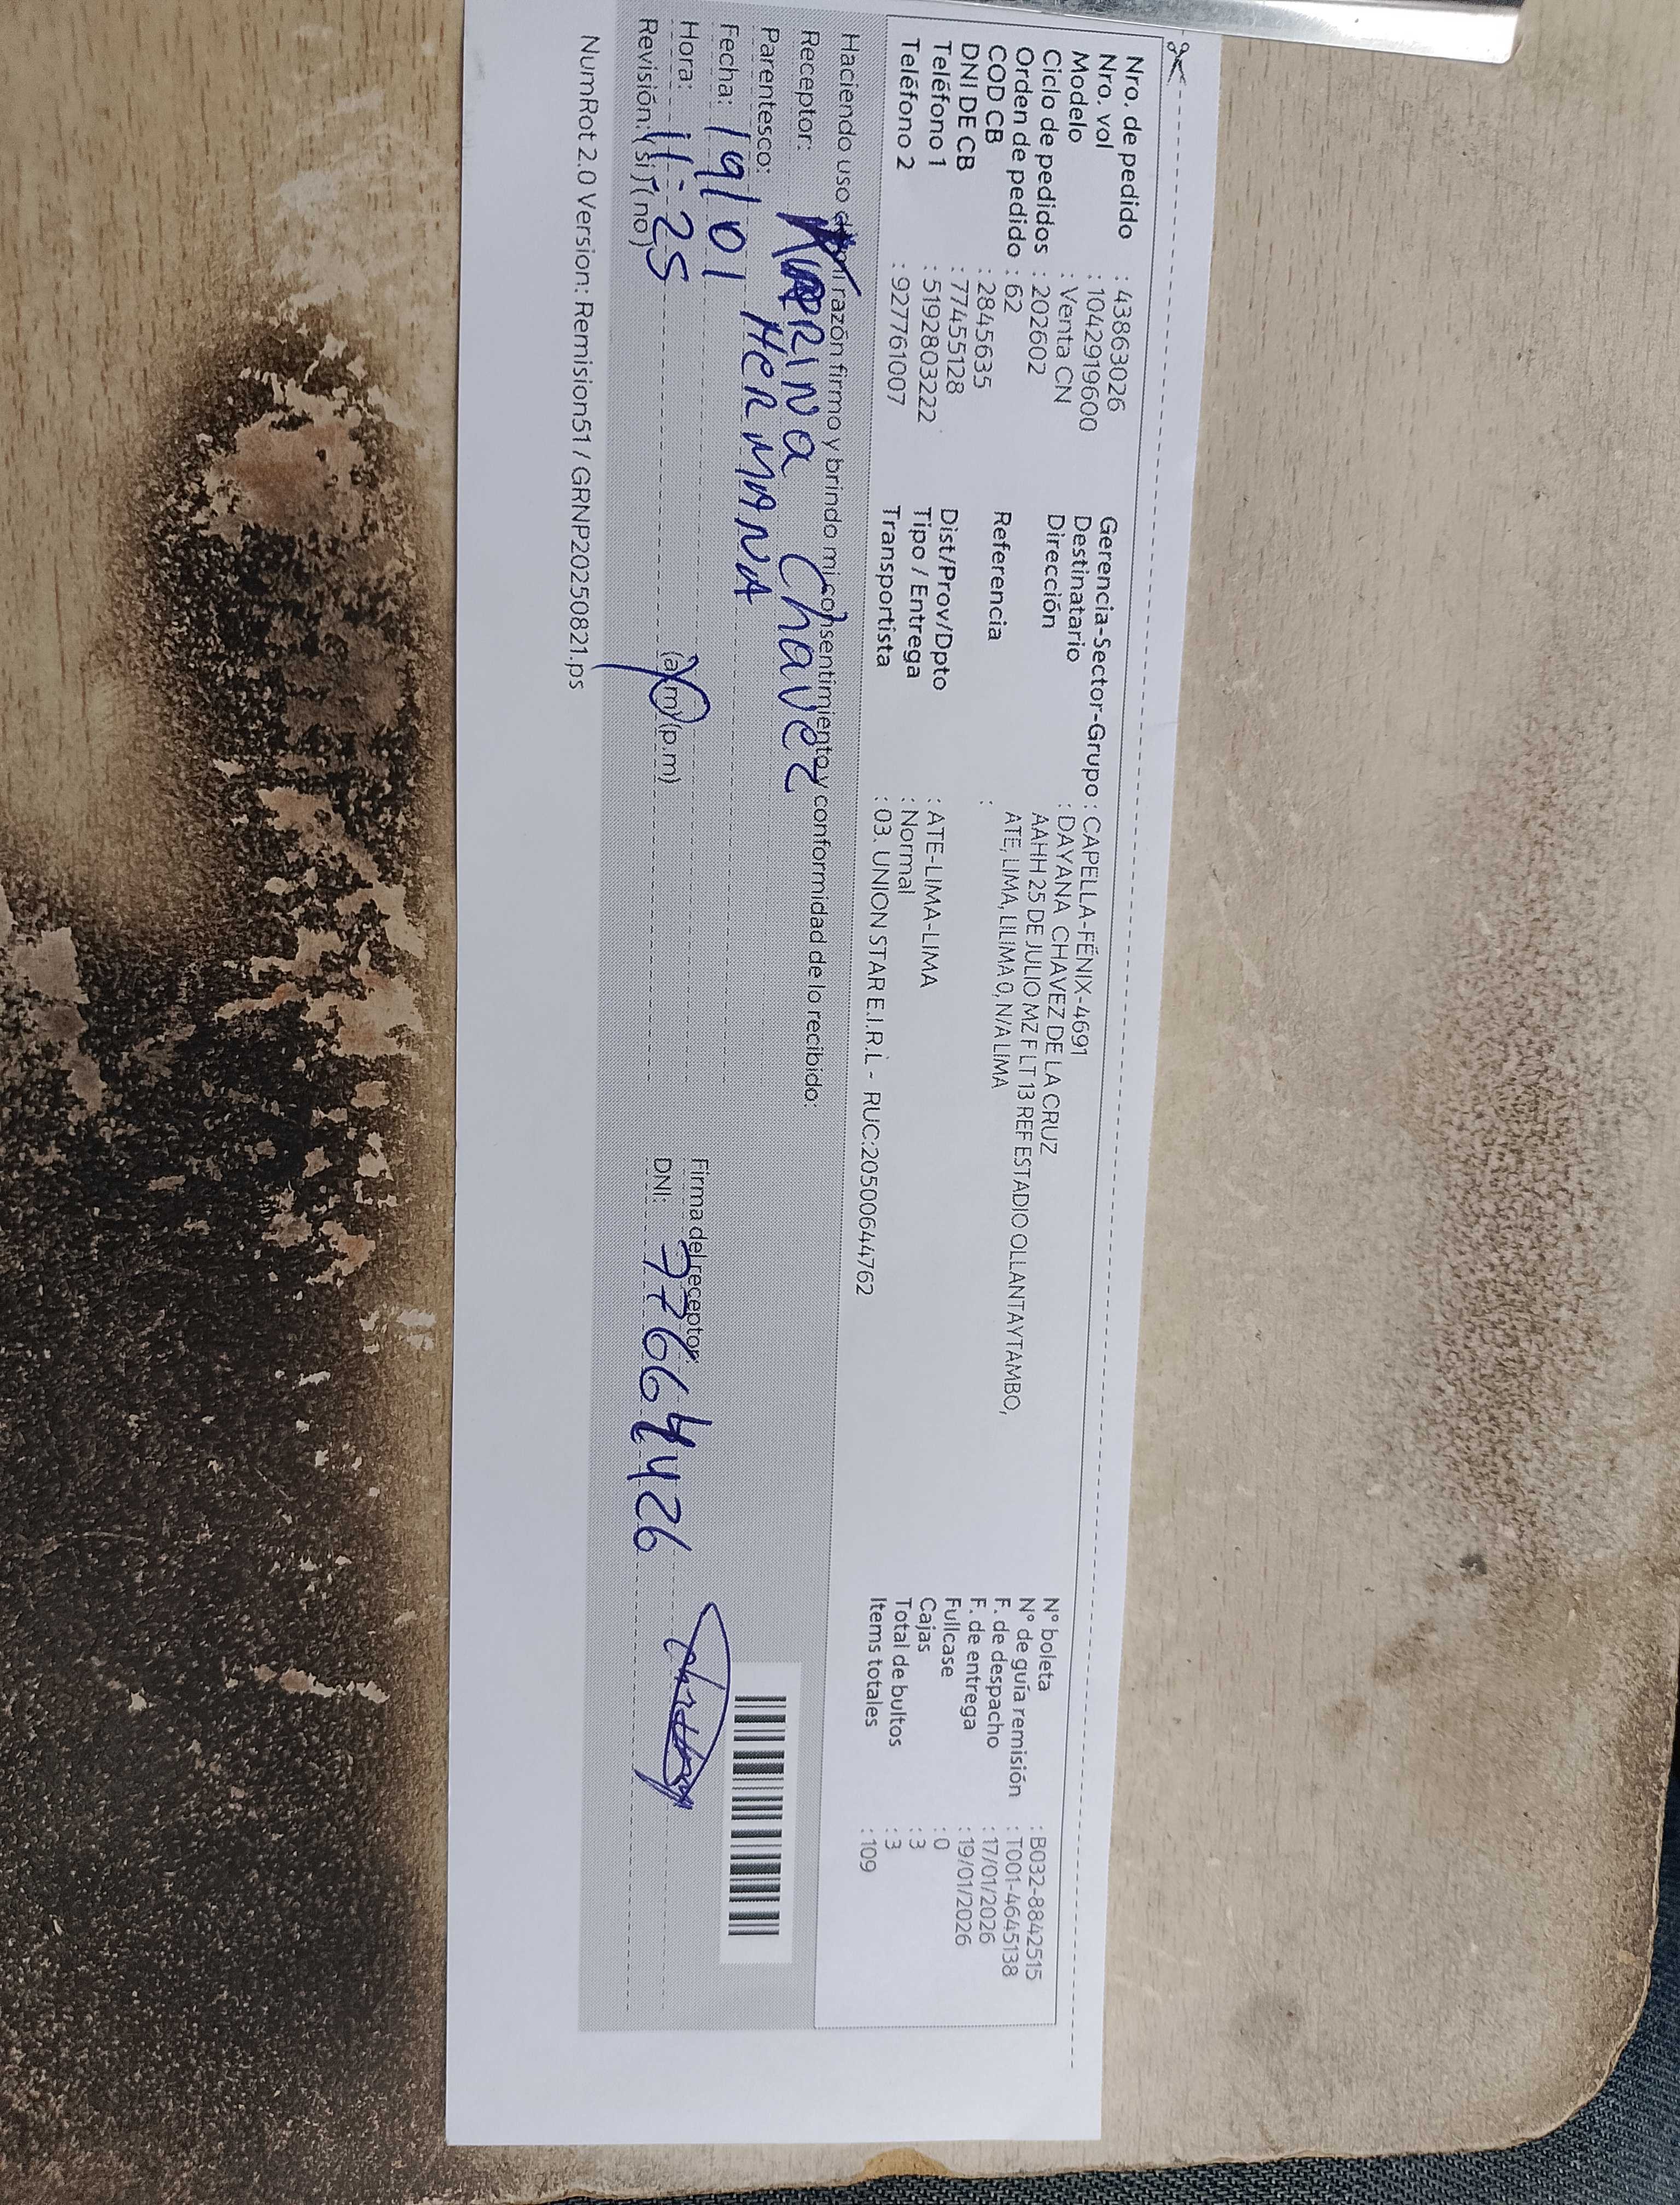 Nro. de pedido : 438863026
Nro. vol : 1042919600
Modelo : Venta CN
Ciclo de pedidos : 202602
Orden de pedido : 62
COD CB : 2845635
DNI DE CB : 77455128
Teléfono 1 : 51928032222
Teléfono 2 : 927761007
Gerencia-Sector-Grupo : CAPELLA-FÉNIX-4691
Destinatario : DAYANA CHAVEZ DE LA CRUZ
Dirección AAHH 25 DE JULIO MZ F LT 13 REF ESTADIO OLLANTAYTAMBO,
ATE, LIMA, LILIMA 0, N/A LIMA
Referencia :
Dist/Prov/Dpto : ATE-LIMA-LIMA
Tipo / Entrega : Normal
Transportista : 03. UNION STAR E.I.R.L - RUC:20500644762
N° boleta : B032-8842515
N° de guía remisión : T001-4645138
F. de despacho : 17/01/2026
F. de entrega : 19/01/2026
Fullcase : 0
Cajas : 3
Total de bultos : 3
Items totales : 109
Haciendo uso razón firmo y brindo mi consentimiento y conformidad de lo recibido:
Receptor: KARINA Chavez
Parentesco: HERMANA
Fecha: 19/01
Hora: 11:25 (a.m) (p.m)
Revisión: (si) (no)
Firma del receptor:
DNI: 77664426
NumRot 2.0 Version: Remision51 / GRNP20250821.ps